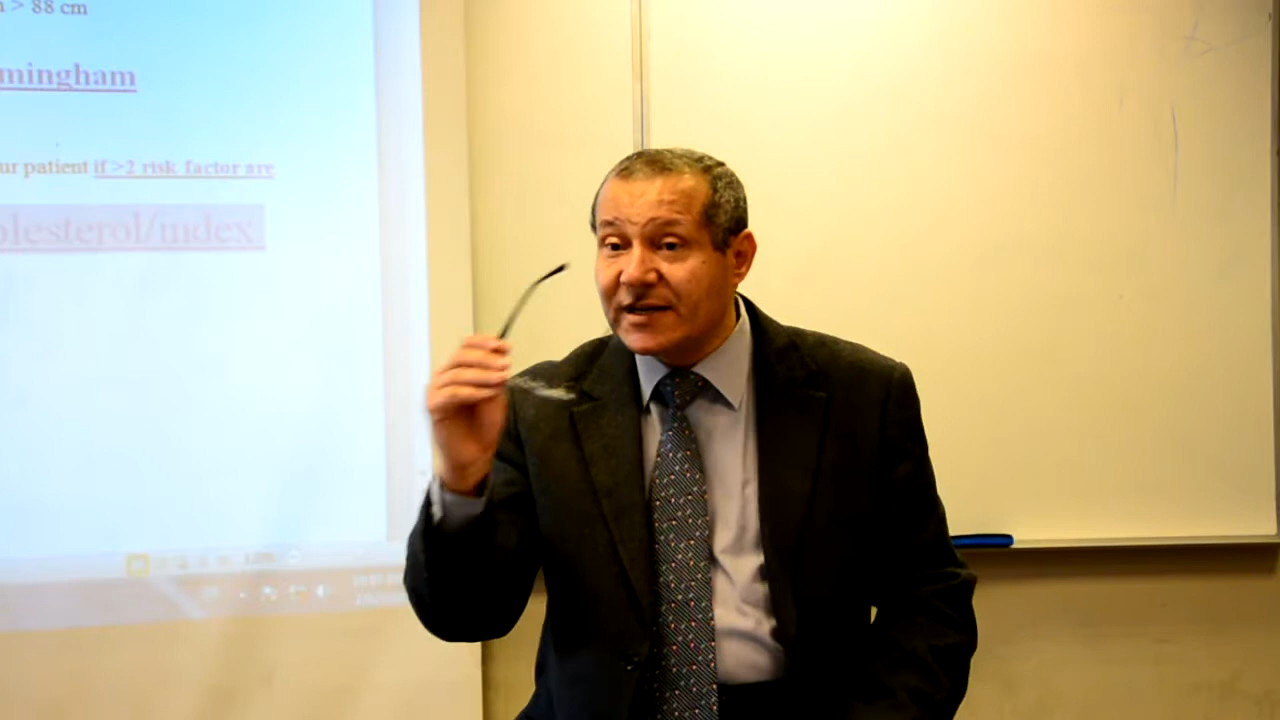 > 88 cm
mingham
ur patient if >2 risk factor are
olesterol/index